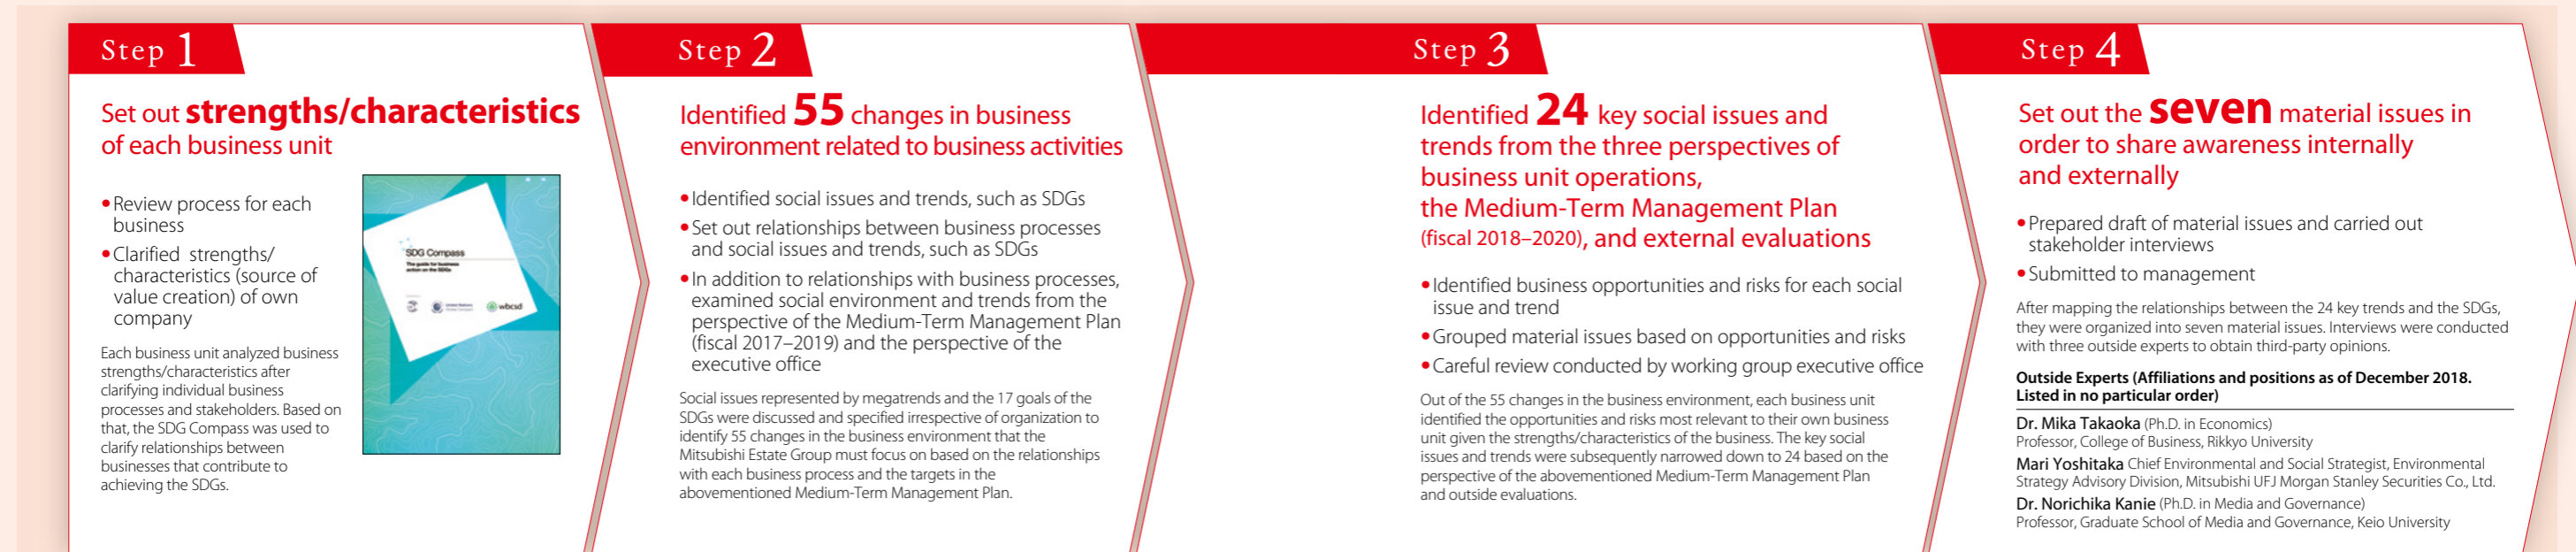 Step 1
Set out strengths/characteristics
of each business unit
•Review process for each
business
•Clarified strengths/
characteristics (source of
value creation) of own
company
Each business unit analyzed business
strengths/characteristics after
clarifying individual business
processes and stakeholders. Based on
that, the SDG Compass was used to
clarify relationships between
businesses that contribute to
achieving the SDGs.
SDG Compass
The guide for business
action on the SDGs
United Nations
Global Compact
wbcsd
Step 2
Identified 55 changes in business
environment related to business activities
•Identified social issues and trends, such as SDGs
•Set out relationships between business processes
and social issues and trends, such as SDGs
•In addition to relationships with business processes,
examined social environment and trends from the
perspective of the Medium-Term Management Plan
(fiscal 2017–2019) and the perspective of the
executive office
Social issues represented by megatrends and the 17 goals of the
SDGs were discussed and specified irrespective of organization to
identify 55 changes in the business environment that the
Mitsubishi Estate Group must focus on based on the relationships
with each business process and the targets in the
abovementioned Medium-Term Management Plan.
Step 3
Identified 24 key social issues and
trends from the three perspectives of
business unit operations,
the Medium-Term Management Plan
(fiscal 2018–2020), and external evaluations
•Identified business opportunities and risks for each social
issue and trend
•Grouped material issues based on opportunities and risks
•Careful review conducted by working group executive office
Out of the 55 changes in the business environment, each business unit
identified the opportunities and risks most relevant to their own business
unit given the strengths/characteristics of the business. The key social
issues and trends were subsequently narrowed down to 24 based on the
perspective of the abovementioned Medium-Term Management Plan
and outside evaluations.
Step 4
Set out the seven material issues in
order to share awareness internally
and externally
•Prepared draft of material issues and carried out
stakeholder interviews
•Submitted to management
After mapping the relationships between the 24 key trends and the SDGs,
they were organized into seven material issues. Interviews were conducted
with three outside experts to obtain third-party opinions.
Outside Experts (Affiliations and positions as of December 2018.
Listed in no particular order)
Dr. Mika Takaoka (Ph.D. in Economics)
Professor, College of Business, Rikkyo University
Mari Yoshitaka Chief Environmental and Social Strategist, Environmental
Strategy Advisory Division, Mitsubishi UFJ Morgan Stanley Securities Co., Ltd.
Dr. Norichika Kanie (Ph.D. in Media and Governance)
Professor, Graduate School of Media and Governance, Keio University